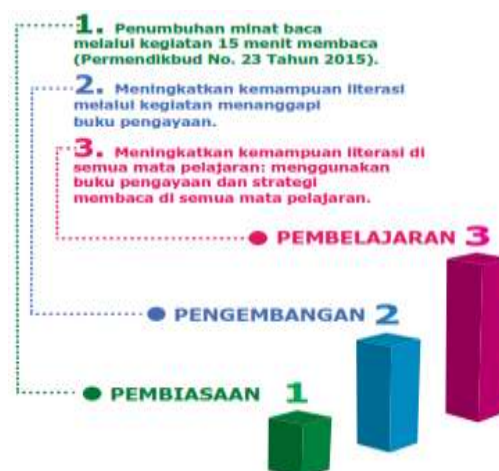 1. Penumbuhan minat baca
melalui kegiatan 15 menit membaca
(Permendikbud No. 23 Tahun 2015).
2. Meningkatkan kemampuan literasi
melalui kegiatan menanggapi
buku pengayaan.
3. Meningkatkan kemampuan literasi di
semua mata pelajaran: menggunakan
buku pengayaan dan strategi
membaca di semua mata pelajaran.
PEMBELAJARAN 3
PENGEMBANGAN 2
PEMBIASAAN 1